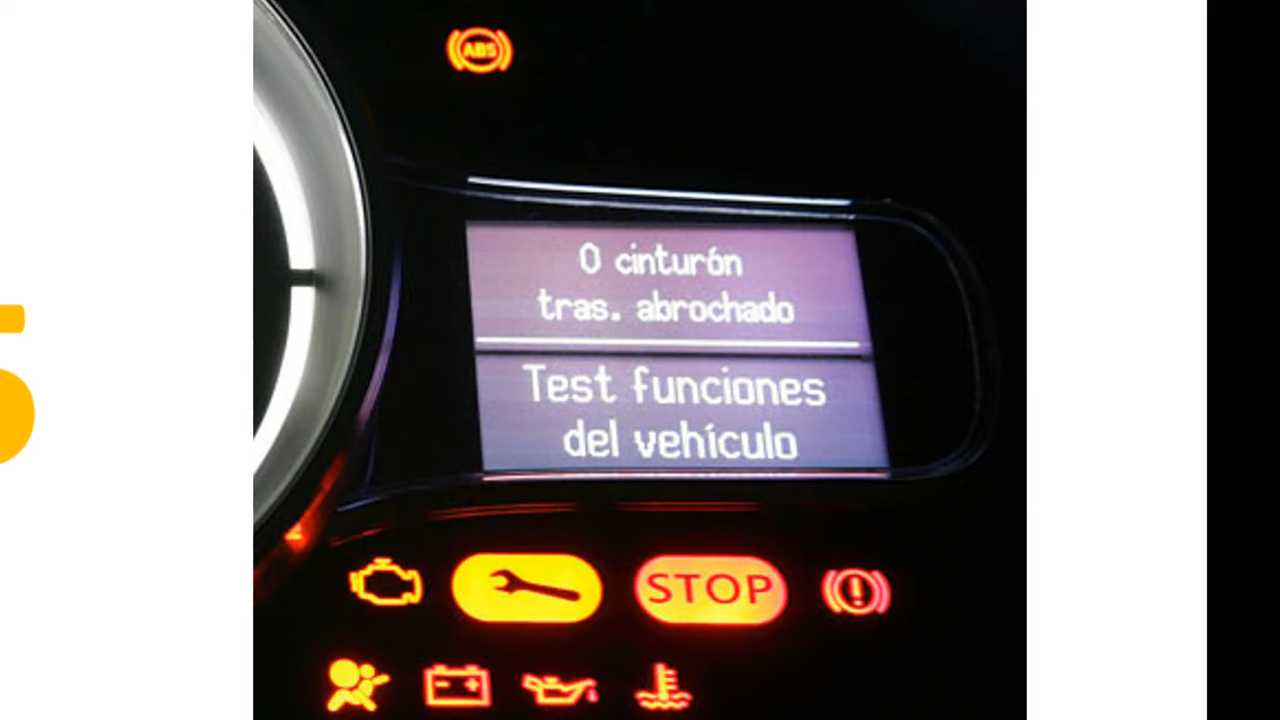 ABS
0 cinturón
tras. abrochado
Test funciones
del vehículo
STOP